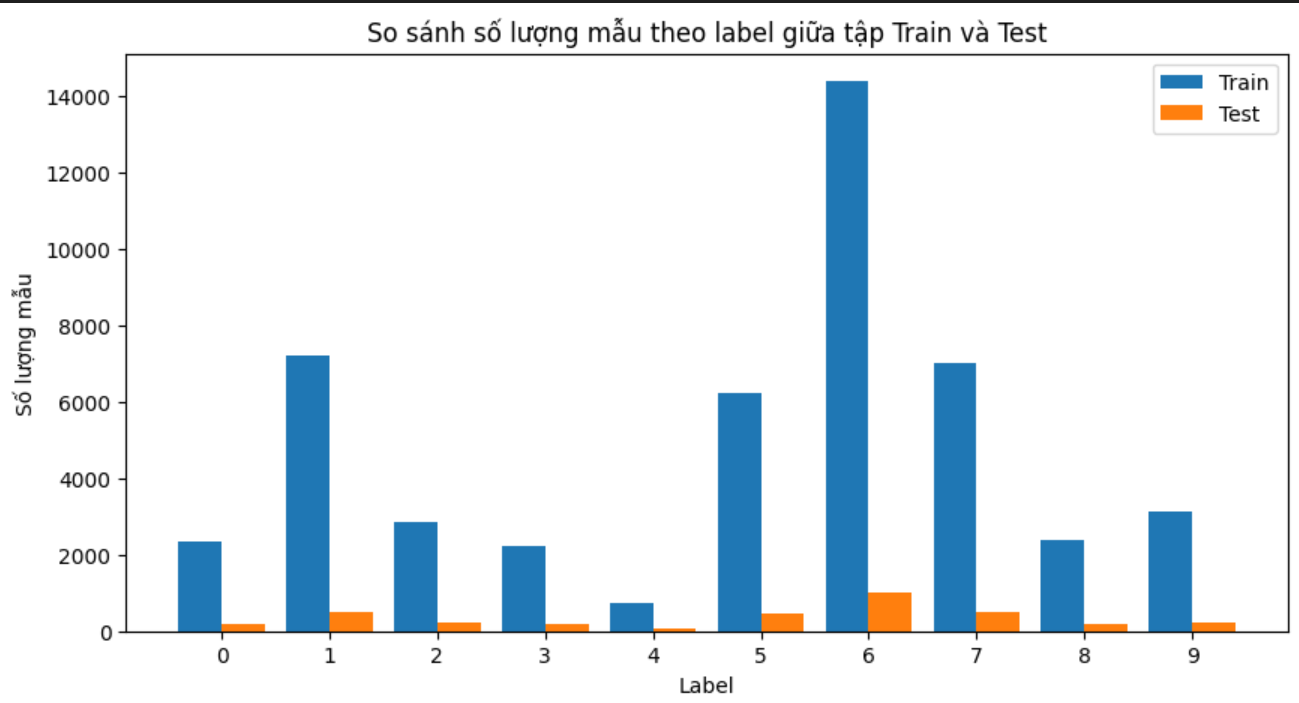 So sánh số lượng mẫu theo label giữa tập Train và Test
Train
Test
Số lượng mẫu
14000
12000
10000
8000
6000
4000
2000
0
0 1 2 3 4 5 6 7 8 9
Label